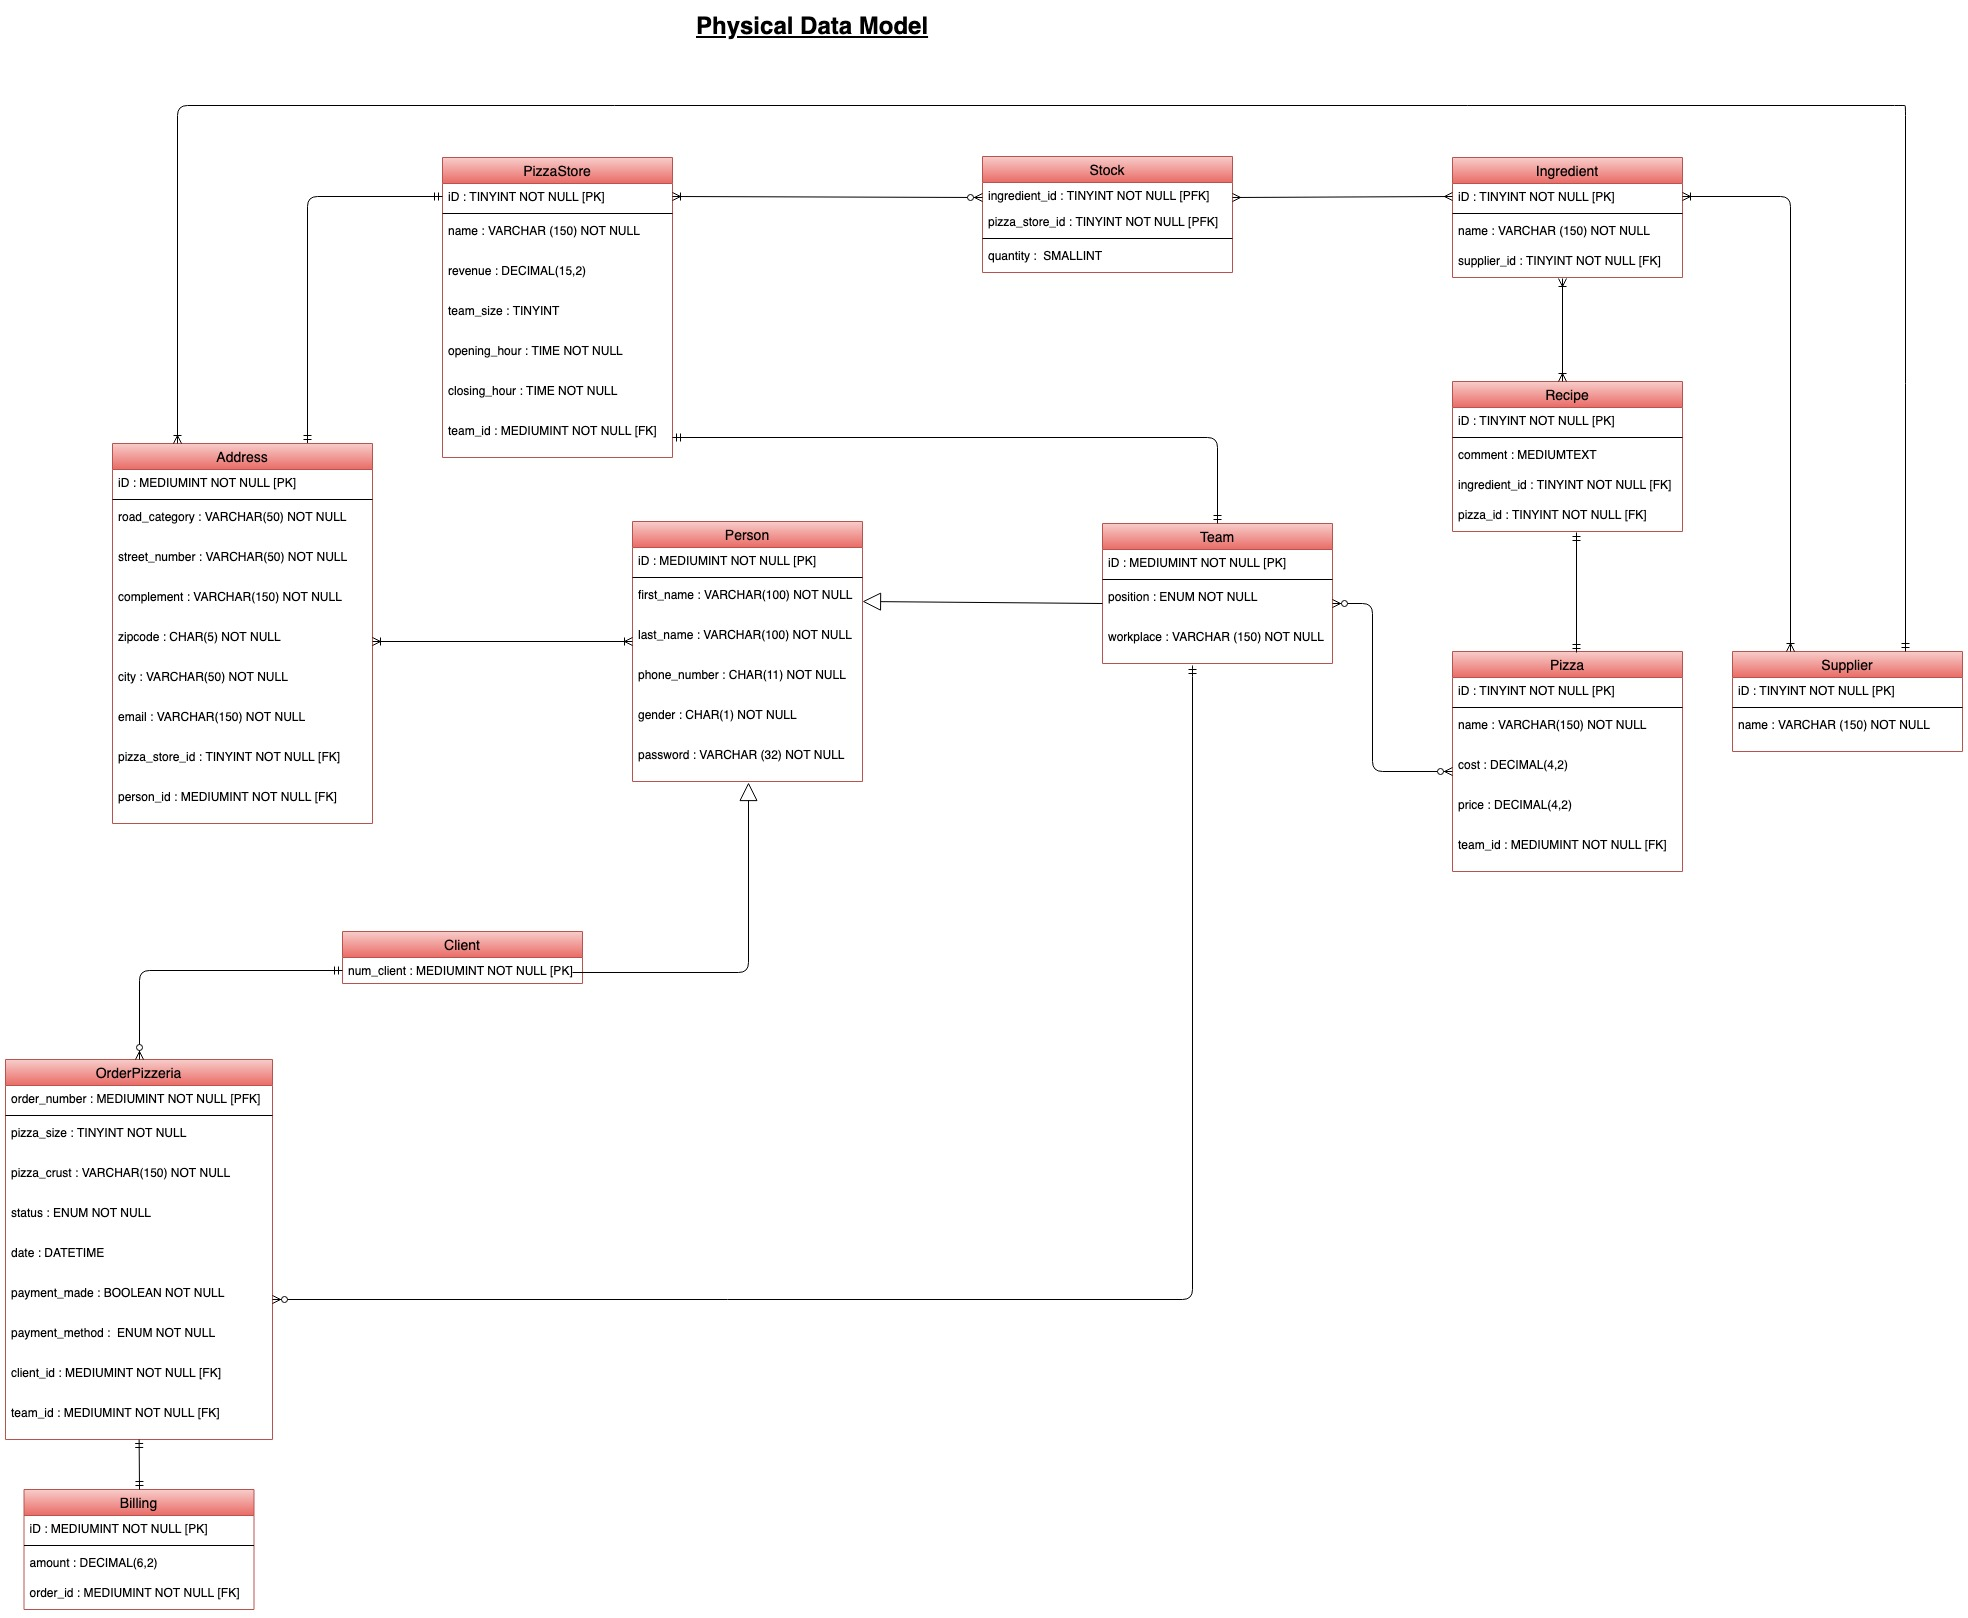 Physical Data Model
PizzaStore
iD : TINYINT NOT NULL [PK]
name : VARCHAR (150) NOT NULL
revenue : DECIMAL(15,2)
team_size : TINYINT
opening_hour : TIME NOT NULL
closing_hour : TIME NOT NULL
team_id : MEDIUMINT NOT NULL [FK]
Stock
ingredient_id : TINYINT NOT NULL [PFK]
pizza_store_id : TINYINT NOT NULL [PFK]
quantity :  SMALLINT
Ingredient
iD : TINYINT NOT NULL [PK]
name : VARCHAR (150) NOT NULL
supplier_id : TINYINT NOT NULL [FK]
Recipe
iD : TINYINT NOT NULL [PK]
comment : MEDIUMTEXT
ingredient_id : TINYINT NOT NULL [FK]
pizza_id : TINYINT NOT NULL [FK]
Address
iD : MEDIUMINT NOT NULL [PK]
road_category : VARCHAR(50) NOT NULL
street_number : VARCHAR(50) NOT NULL
complement : VARCHAR(150) NOT NULL
zipcode : CHAR(5) NOT NULL
city : VARCHAR(50) NOT NULL
email : VARCHAR(150) NOT NULL
pizza_store_id : TINYINT NOT NULL [FK]
person_id : MEDIUMINT NOT NULL [FK]
Person
iD : MEDIUMINT NOT NULL [PK]
first_name : VARCHAR(100) NOT NULL
last_name : VARCHAR(100) NOT NULL
phone_number : CHAR(11) NOT NULL
gender : CHAR(1) NOT NULL
password : VARCHAR (32) NOT NULL
Team
iD : MEDIUMINT NOT NULL [PK]
position : ENUM NOT NULL
workplace : VARCHAR (150) NOT NULL
Pizza
iD : TINYINT NOT NULL [PK]
name : VARCHAR(150) NOT NULL
cost : DECIMAL(4,2)
price : DECIMAL(4,2)
team_id : MEDIUMINT NOT NULL [FK]
Supplier
iD : TINYINT NOT NULL [PK]
name : VARCHAR (150) NOT NULL
Client
num_client : MEDIUMINT NOT NULL [PK]
OrderPizzeria
order_number : MEDIUMINT NOT NULL [PFK]
pizza_size : TINYINT NOT NULL
pizza_crust : VARCHAR(150) NOT NULL
status : ENUM NOT NULL
date : DATETIME
payment_made : BOOLEAN NOT NULL
payment_method :  ENUM NOT NULL
client_id : MEDIUMINT NOT NULL [FK]
team_id : MEDIUMINT NOT NULL [FK]
Billing
iD : MEDIUMINT NOT NULL [PK]
amount : DECIMAL(6,2)
order_id : MEDIUMINT NOT NULL [FK]